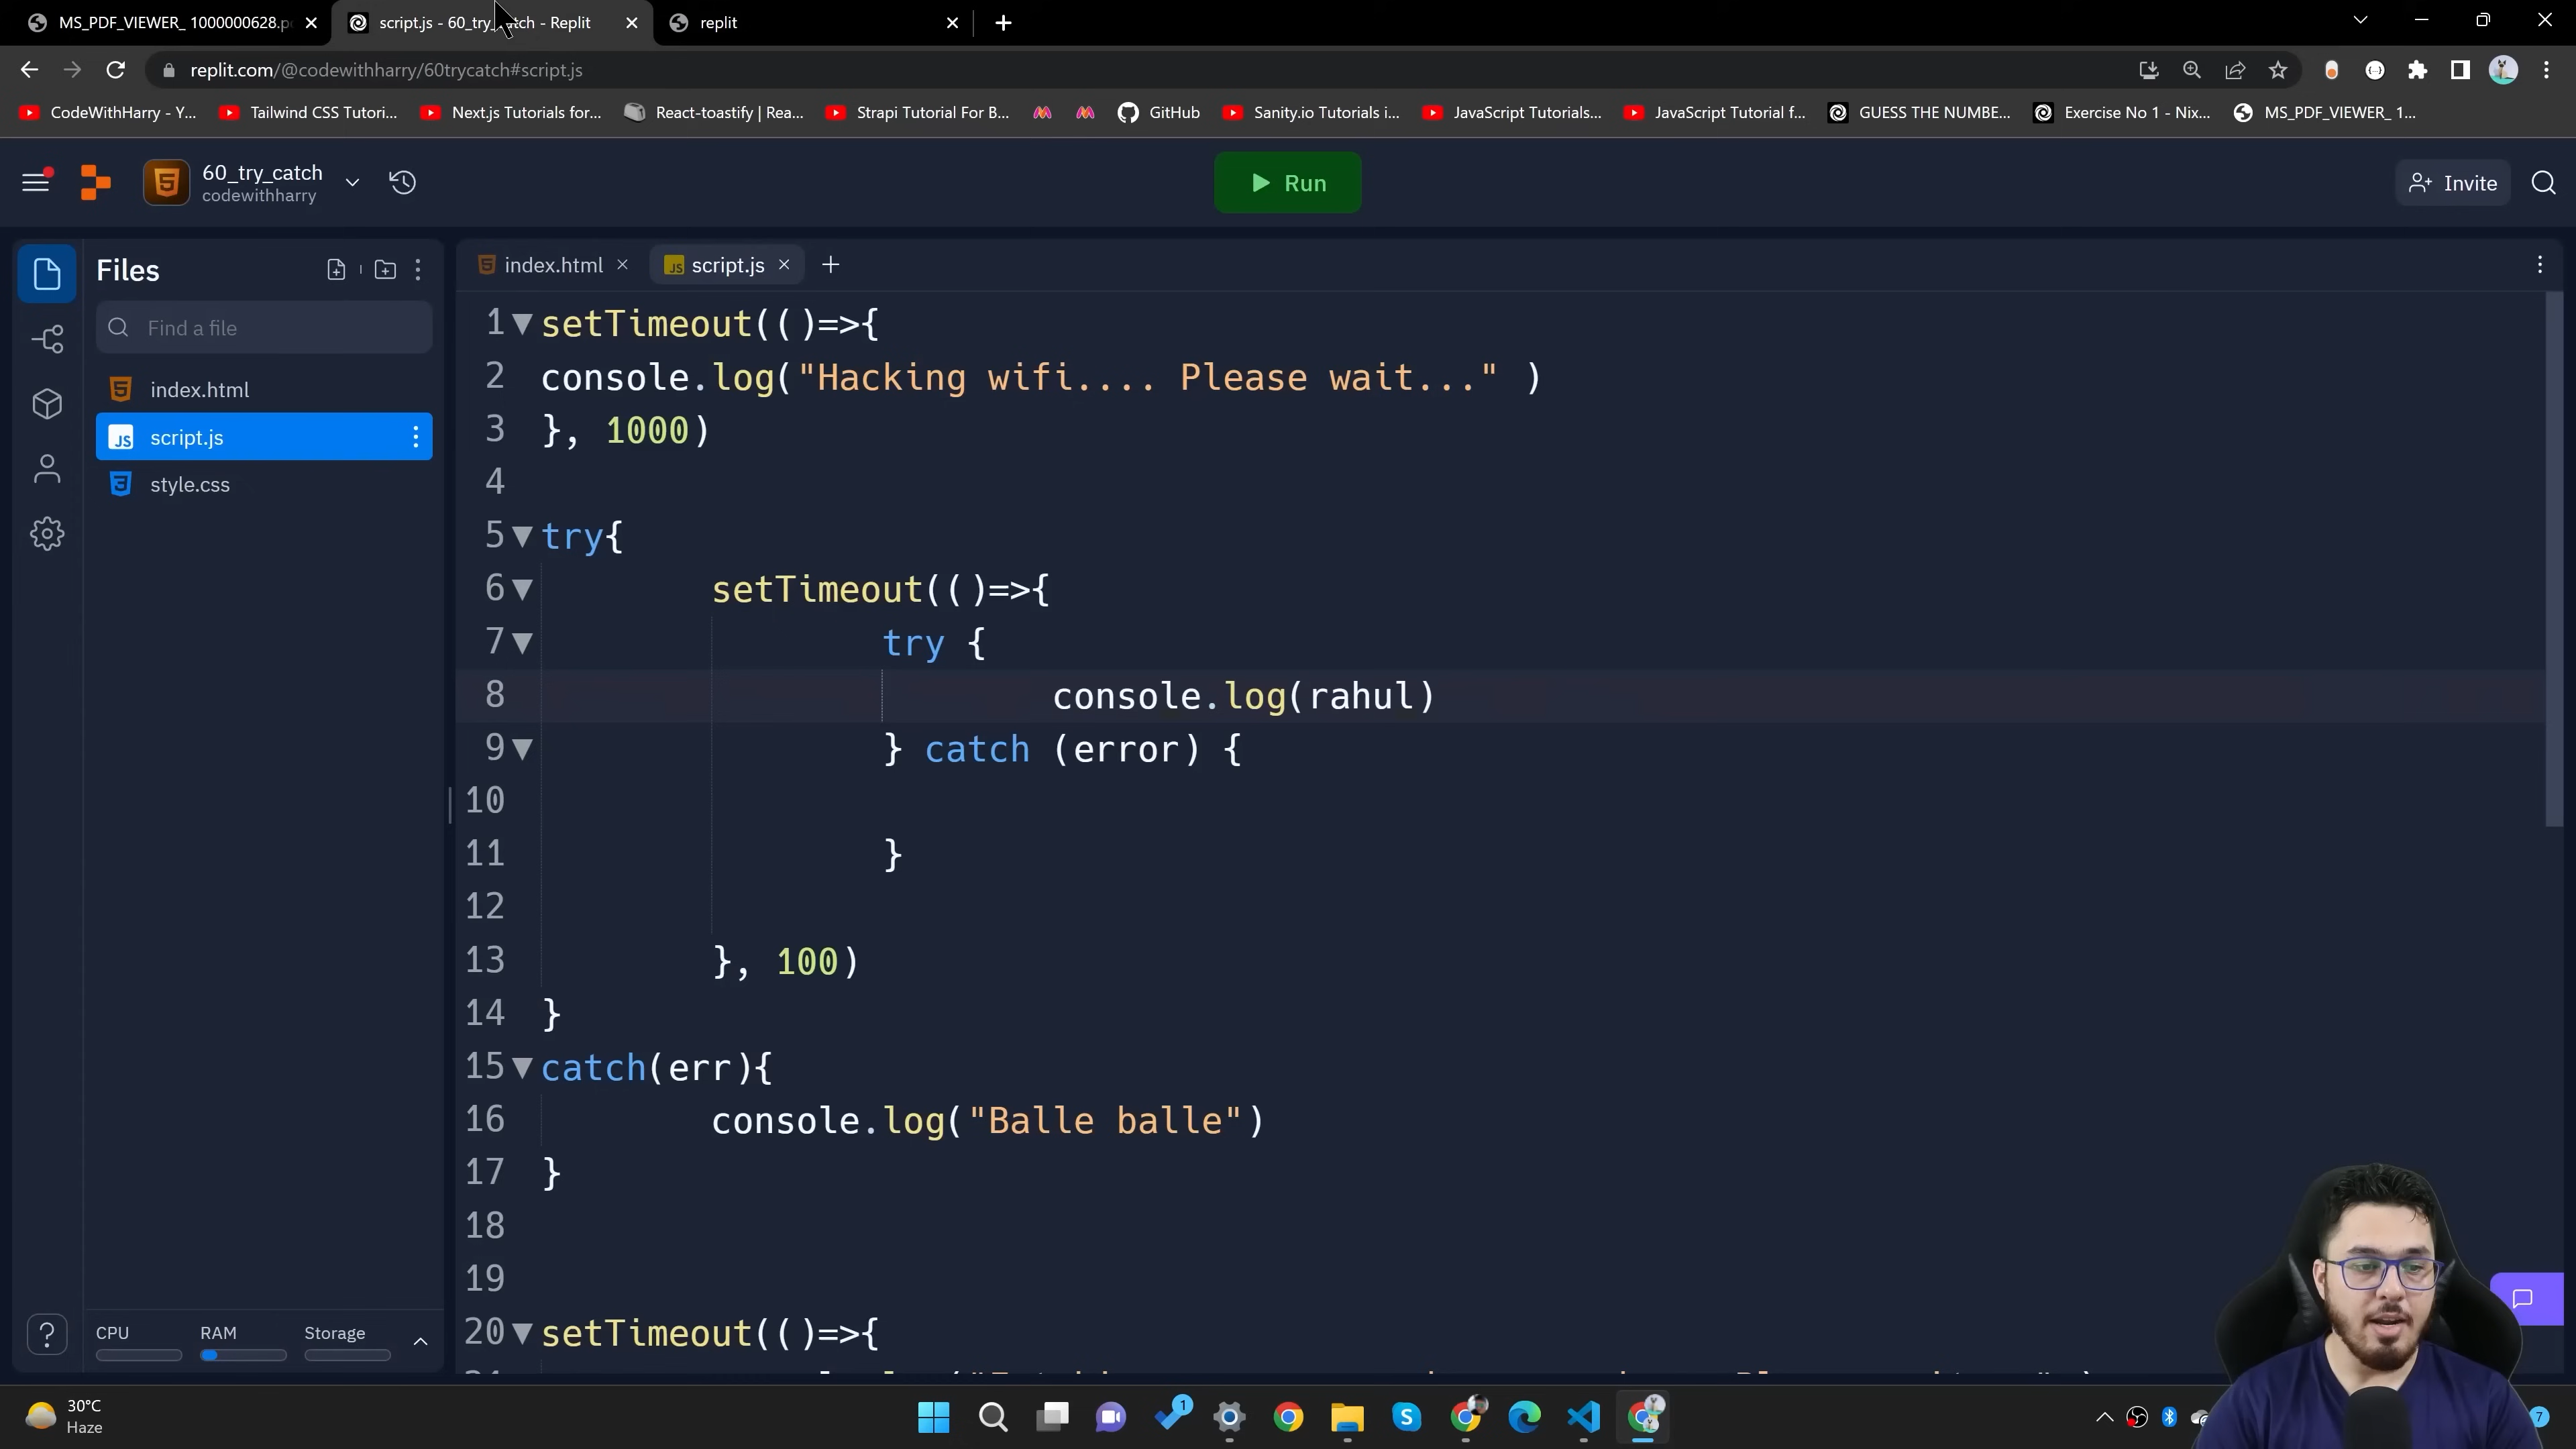 MS_PDF_VIEWER_ 1000000628.p
script.js - 60_try_catch - Replit
replit
replit.com/@codewithharry/60trycatch#script.js
CodeWithHarry - Y...
Tailwind CSS Tutori...
Next.js Tutorials for...
React-toastify | Rea...
Strapi Tutorial For B...
GitHub
Sanity.io Tutorials i...
JavaScript Tutorials...
JavaScript Tutorial f...
GUESS THE NUMBE...
Exercise No 1 - Nix...
MS_PDF_VIEWER_ 1...
60_try_catch
codewithharry
Run
Invite
Files
index.html
script.js
Find a file
index.html
script.js
style.css
1 setTimeout(()=>{
2 console.log("Hacking wifi.... Please wait..." )
3 }, 1000)
4
5 try{
6 setTimeout(()=>{
7 try {
8 console.log(rahul)
9 } catch (error) {
10
11 }
12
13 }, 100)
14 }
15 catch(err){
16 console.log("Balle balle")
17 }
18
19
20 setTimeout(()=>{
CPU
RAM
Storage
30°C
Haze
1
7